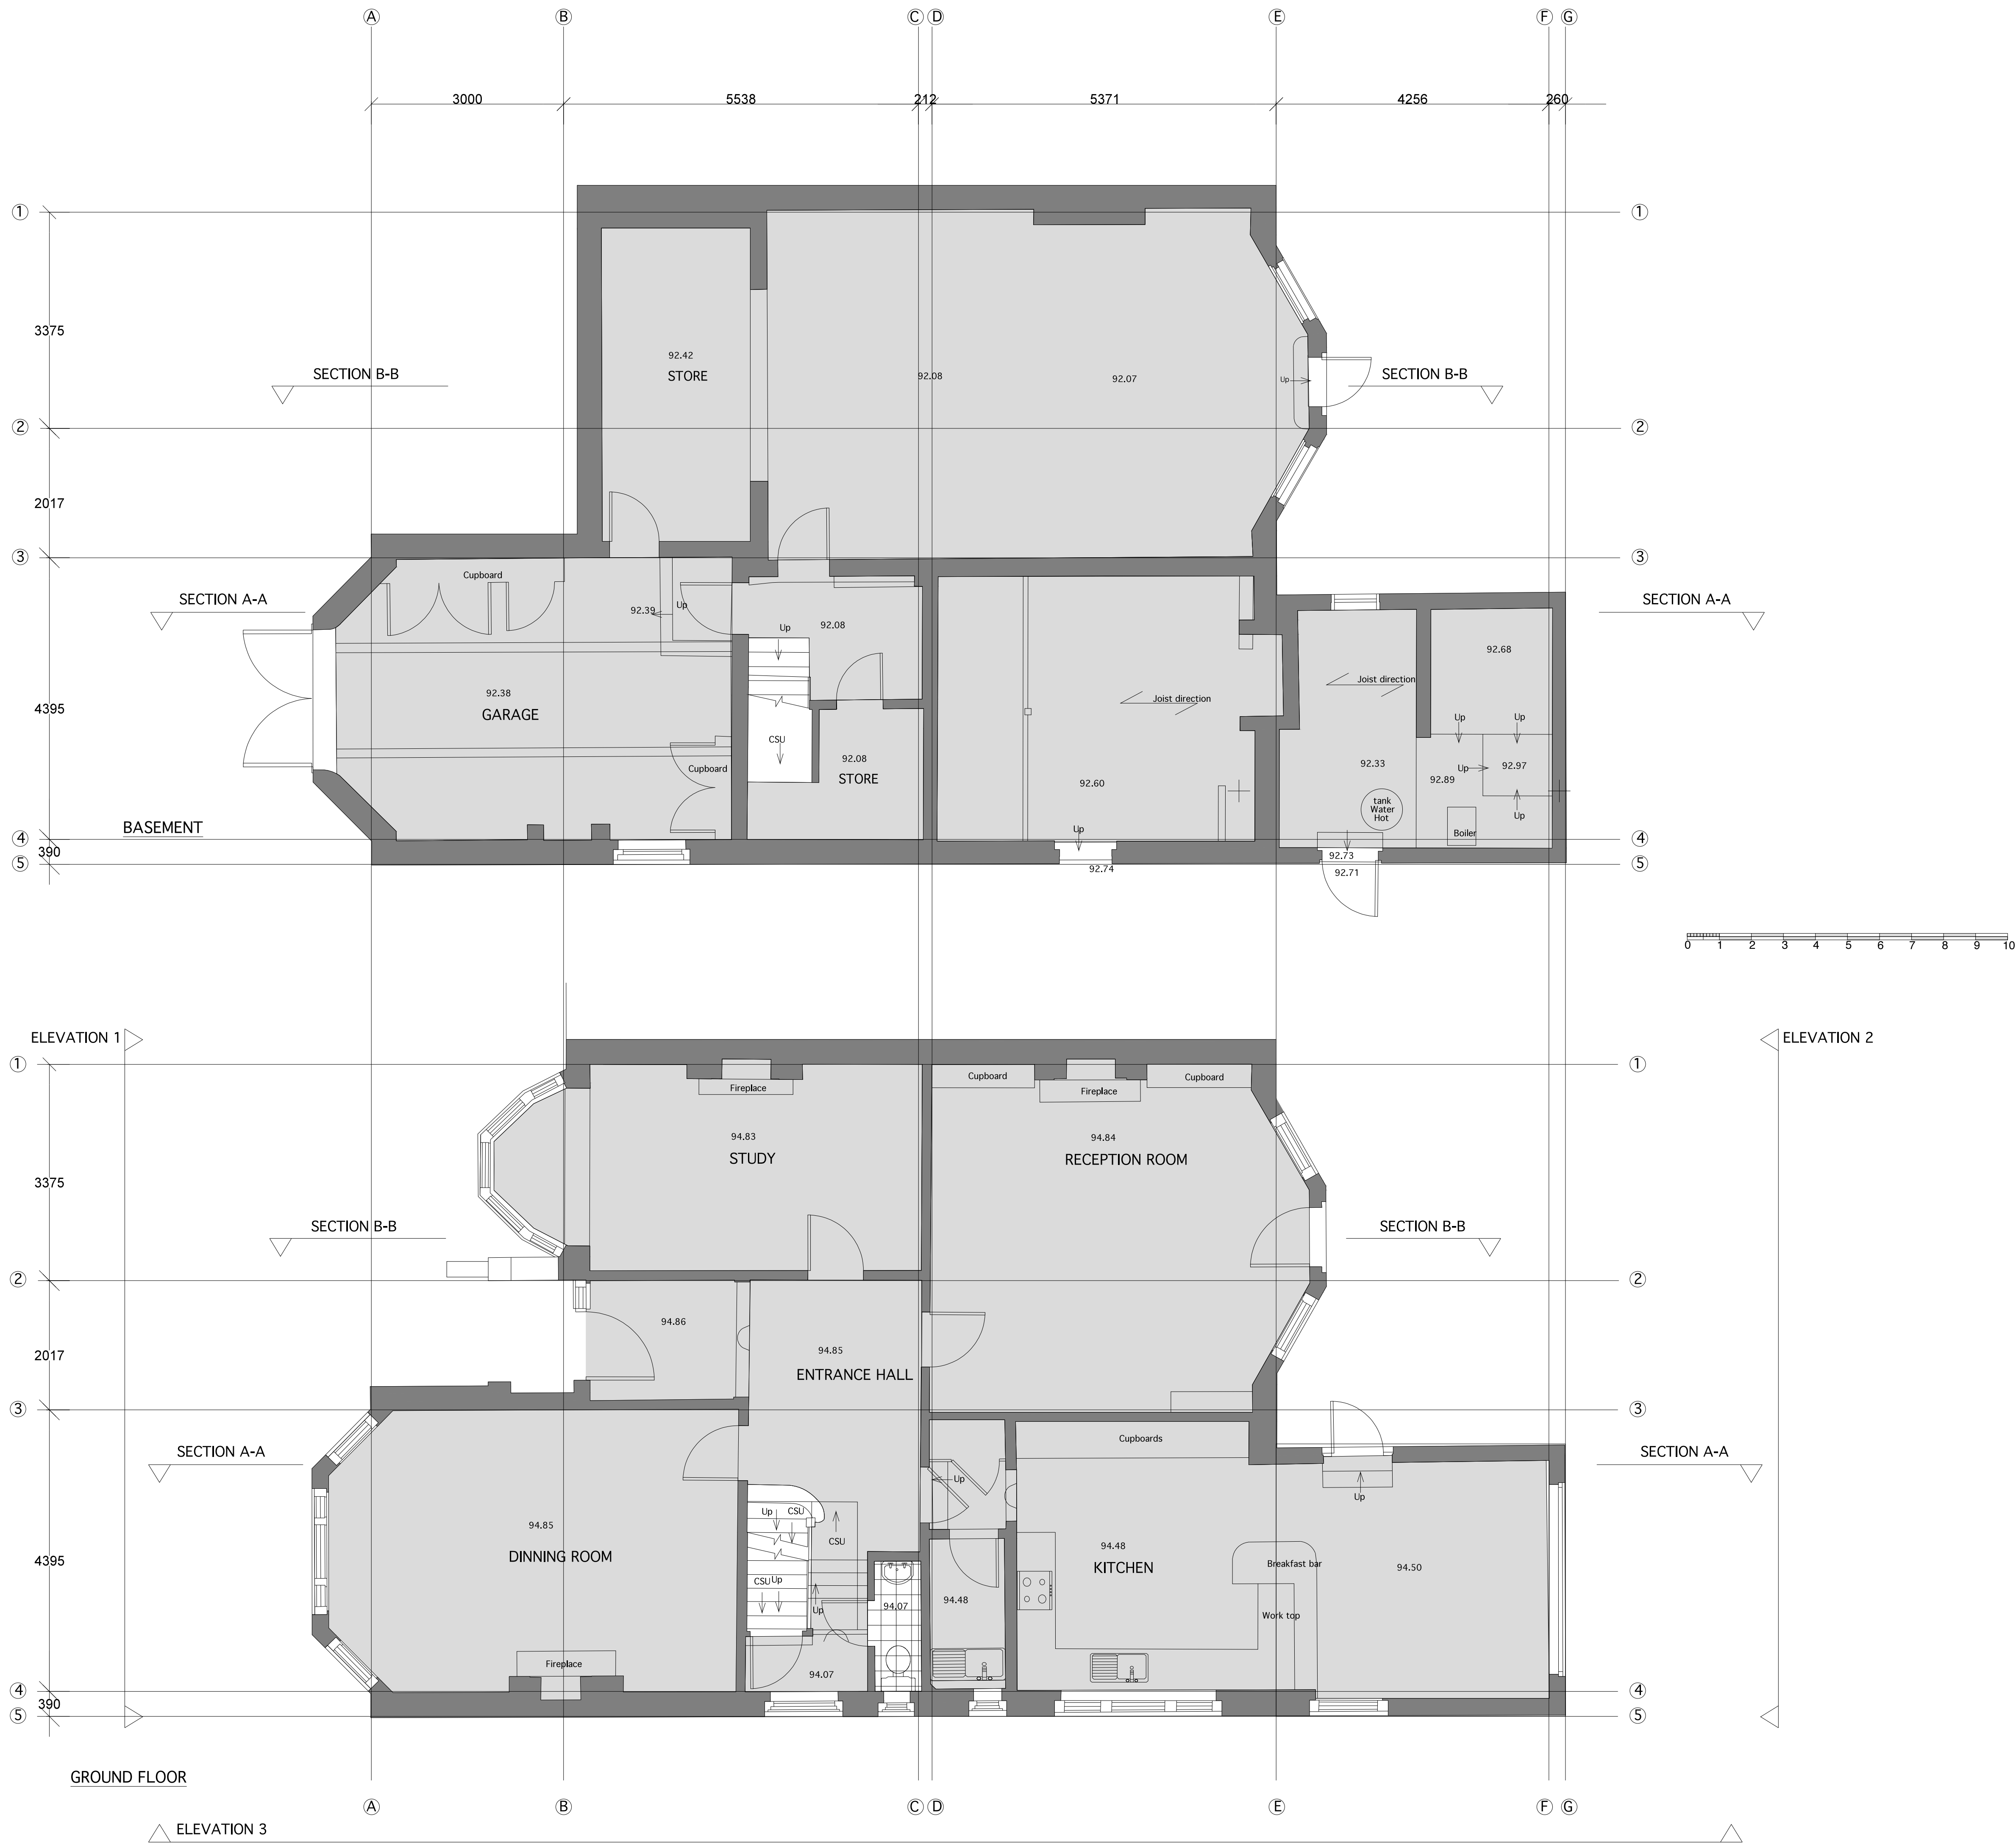 A B C D E F G
3000 5538 212 5371 4256 260
1 1
3375
92.42
STORE
92.08
92.07
SECTION B-B
Up
SECTION B-B
2 2
2017
3 3
Cupboard
SECTION A-A
92.39
Up
Up
92.08
SECTION A-A
92.68
Joist direction
Joist direction
92.38
GARAGE
4395
CSU
Up
Up
92.08
STORE
Cupboard
92.60
92.33
92.89
Up
92.97
tank
Water
Hot
Up
BASEMENT
Up
Boiler
4 4
390
92.73
5 5
92.74
92.71
0 1 2 3 4 5 6 7 8 9 10
ELEVATION 1
ELEVATION 2
1 1
Cupboard
Fireplace
Cupboard
Fireplace
94.83
STUDY
94.84
RECEPTION ROOM
3375
SECTION B-B
SECTION B-B
2 2
94.86
94.85
ENTRANCE HALL
2017
3 3
Cupboards
SECTION A-A
SECTION A-A
Up
Up
Up
CSU
94.85
DINNING ROOM
CSU
94.48
KITCHEN
Breakfast bar
94.50
4395
CSU
Up
Up
94.07
94.48
Work top
Fireplace
94.07
4 4
390
5 5
GROUND FLOOR
A B C D E F G
ELEVATION 3